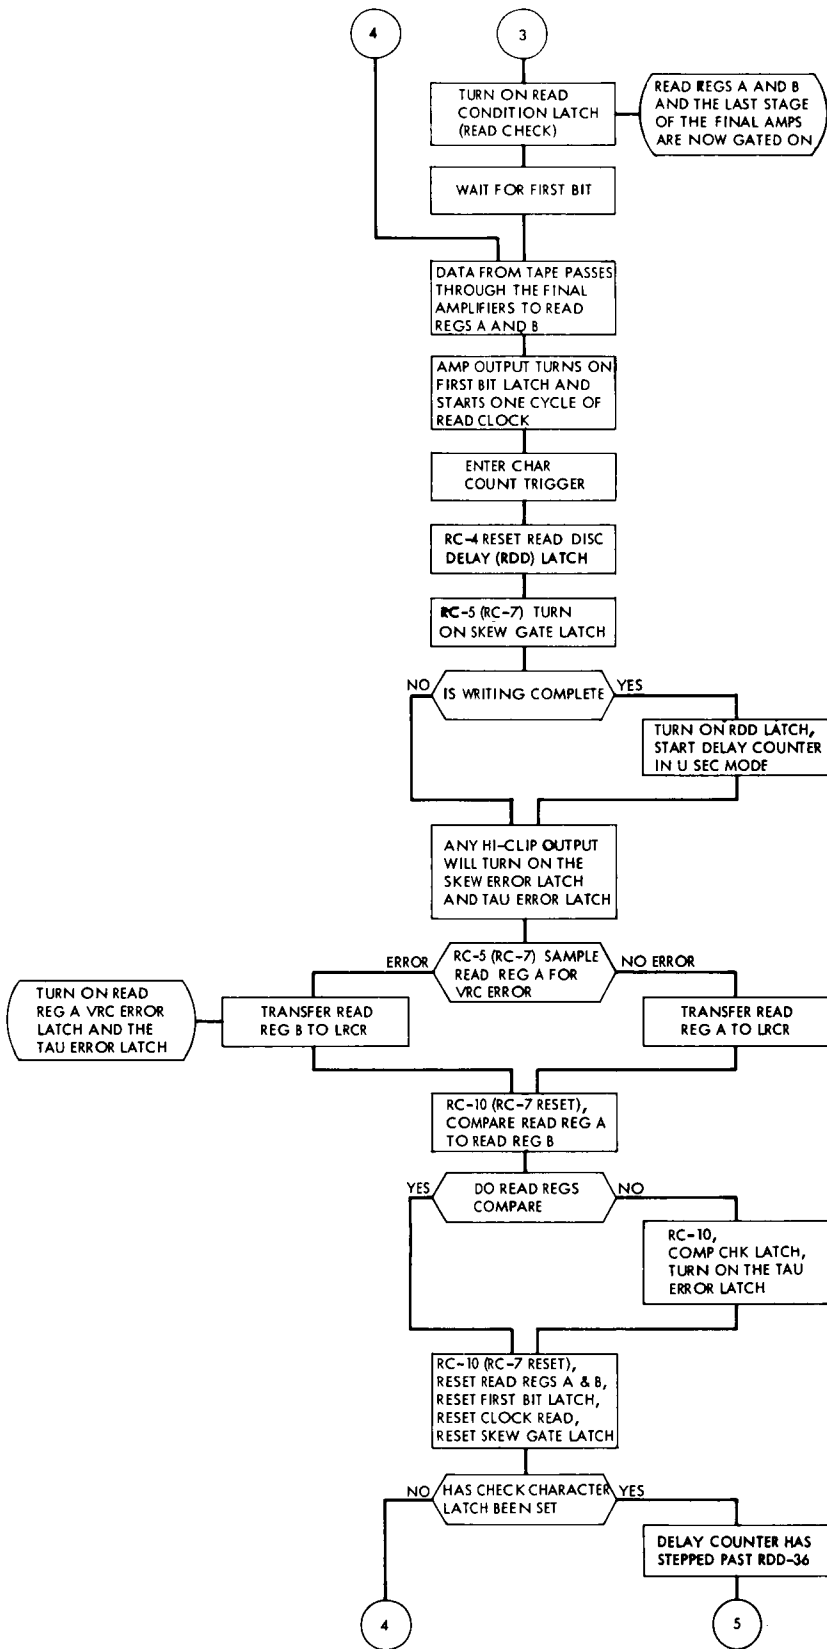 4
3
TURN ON READ
CONDITION LATCH
(READ CHECK)
READ REGS A AND B
AND THE LAST STAGE
OF THE FINAL AMPS
ARE NOW GATED ON
WAIT FOR FIRST BIT
DATA FROM TAPE PASSES
THROUGH THE FINAL
AMPLIFIERS TO READ
REGS A AND B
AMP OUTPUT TURNS ON
FIRST BIT LATCH AND
STARTS ONE CYCLE OF
READ CLOCK
ENTER CHAR
COUNT TRIGGER
RC-4 RESET READ DISC
DELAY (RDD) LATCH
RC-5 (RC-7) TURN
ON SKEW GATE LATCH
NO
IS WRITING COMPLETE
YES
TURN ON RDD LATCH,
START DELAY COUNTER
IN U SEC MODE
ANY HI-CLIP OUTPUT
WILL TURN ON THE
SKEW ERROR LATCH
AND TAU ERROR LATCH
ERROR
RC-5 (RC-7) SAMPLE
READ REG A FOR
VRC ERROR
NO ERROR
TURN ON READ
REG A VRC ERROR
LATCH AND THE
TAU ERROR LATCH
TRANSFER READ
REG B TO LRCR
TRANSFER READ
REG A TO LRCR
RC-10 (RC-7 RESET),
COMPARE READ REG A
TO READ REG B
YES
DO READ REGS
COMPARE
NO
RC-10,
COMP CHK LATCH,
TURN ON THE TAU
ERROR LATCH
RC-10 (RC-7 RESET),
RESET READ REGS A & B,
RESET FIRST BIT LATCH,
RESET CLOCK READ,
RESET SKEW GATE LATCH
NO
HAS CHECK CHARACTER
LATCH BEEN SET
YES
DELAY COUNTER HAS
STEPPED PAST RDD-36
4
5